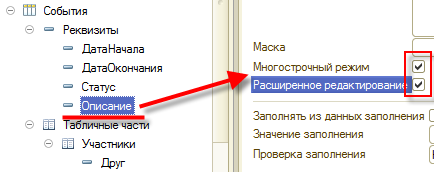 События
Реквизиты
ДатаНачала
ДатаОкончания
Статус
Описание
Табличные части
Участники
Друг
Маска
Многострочный режим
Расширенное редактирование
Заполнять из данных заполнения
Значение заполнения
Проверка заполнения